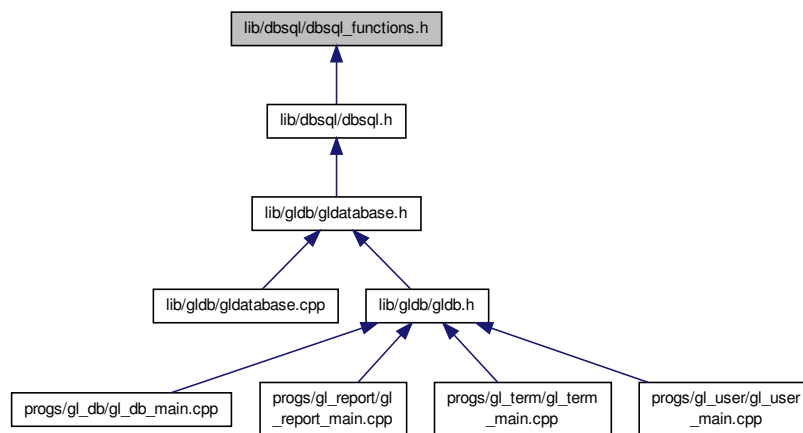 lib/dbsql/dbsql_functions.h
lib/dbsql/dbsql.h
lib/gldb/gldatabase.h
lib/gldb/gldatabase.cpp
lib/gldb/gldb.h
progs/gl_db/gl_db_main.cpp
progs/gl_report/gl
_report_main.cpp
progs/gl_term/gl_term
_main.cpp
progs/gl_user/gl_user
_main.cpp